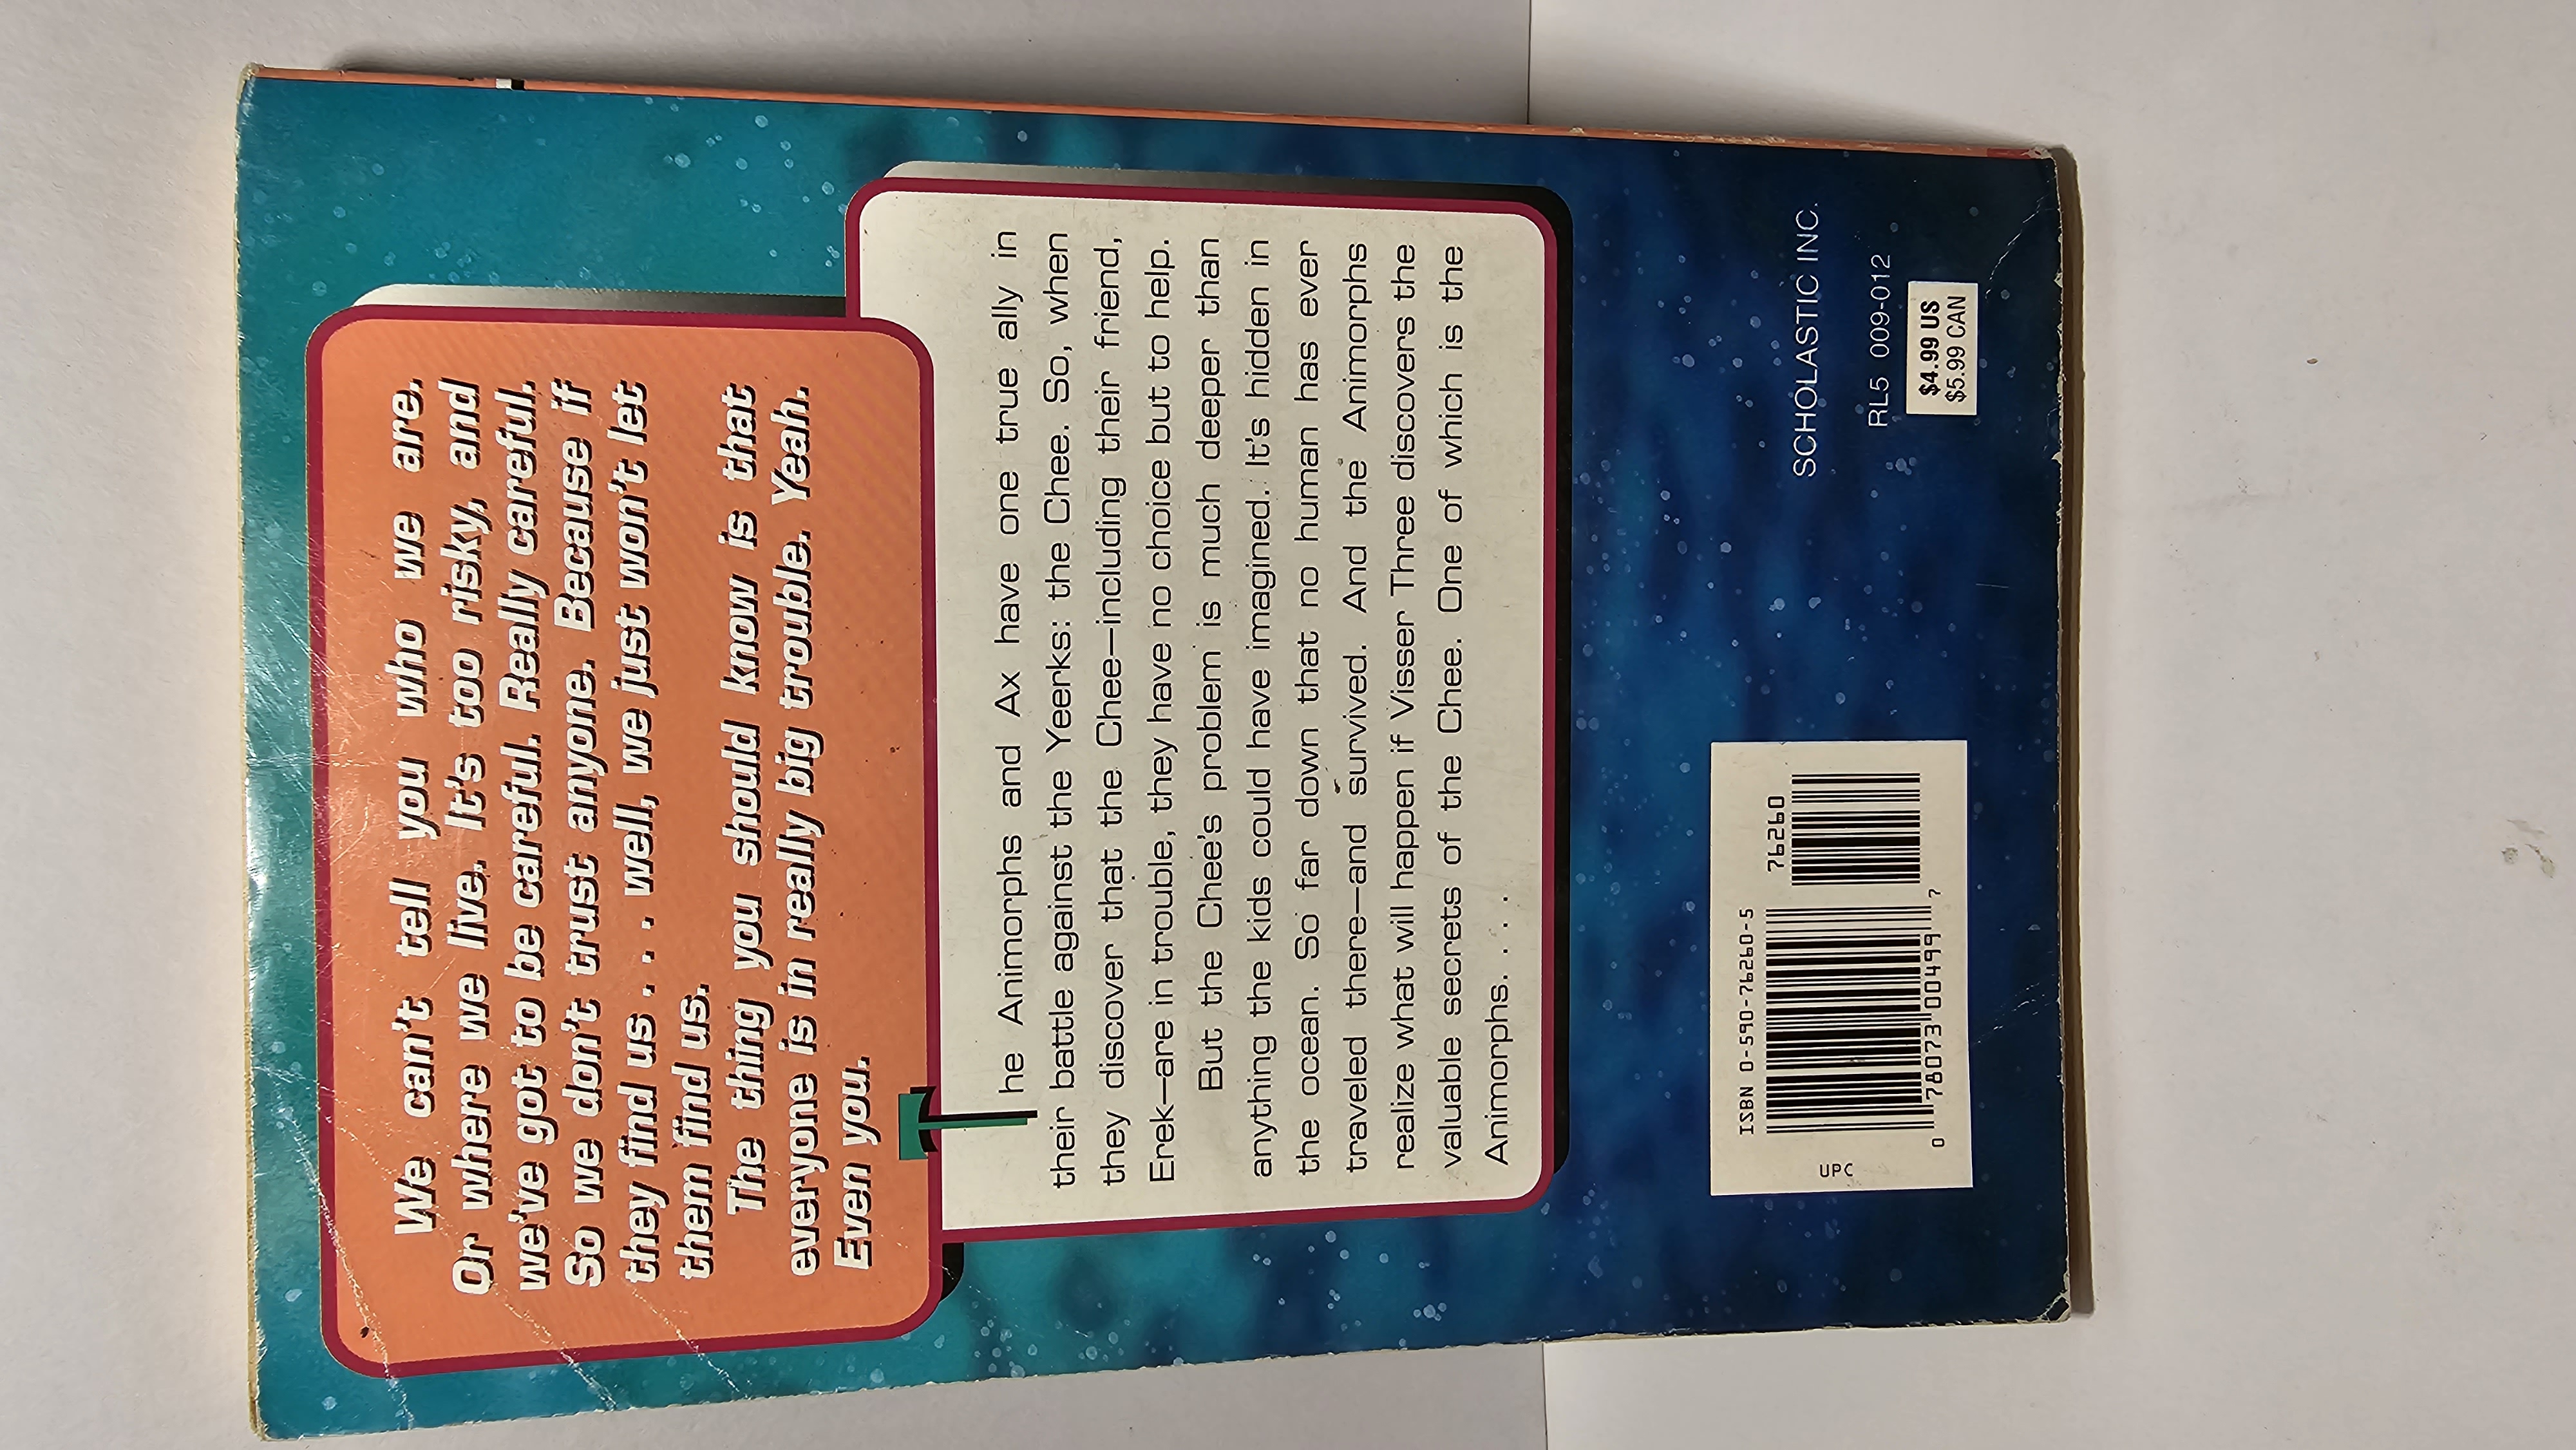 We can't tell you who we are.
Or where we live. It's too risky, and
we've got to be careful. Really careful.
So we don't trust anyone. Because if
they find us . . . well, we just won't let
them find us.
The thing you should know is that
everyone is in really big trouble. Yeah.
Even you.
The Animorphs and Ax have one true ally in
their battle against the Yeerks: the Chee. So, when
they discover that the Chee—including their friend,
Erek—are in trouble, they have no choice but to help.
But the Chee's problem is much deeper than
anything the kids could have imagined. It's hidden in
the ocean. So far down that no human has ever
traveled there—and survived. And the Animorphs
realize what will happen if Visser Three discovers the
valuable secrets of the Chee. One of which is the
Animorphs. . . .
ISBN 0-590-76260-5
76260
UPC
0 78073 00499 7
SCHOLASTIC INC.
RL5 009-012
$4.99 US
$5.99 CAN